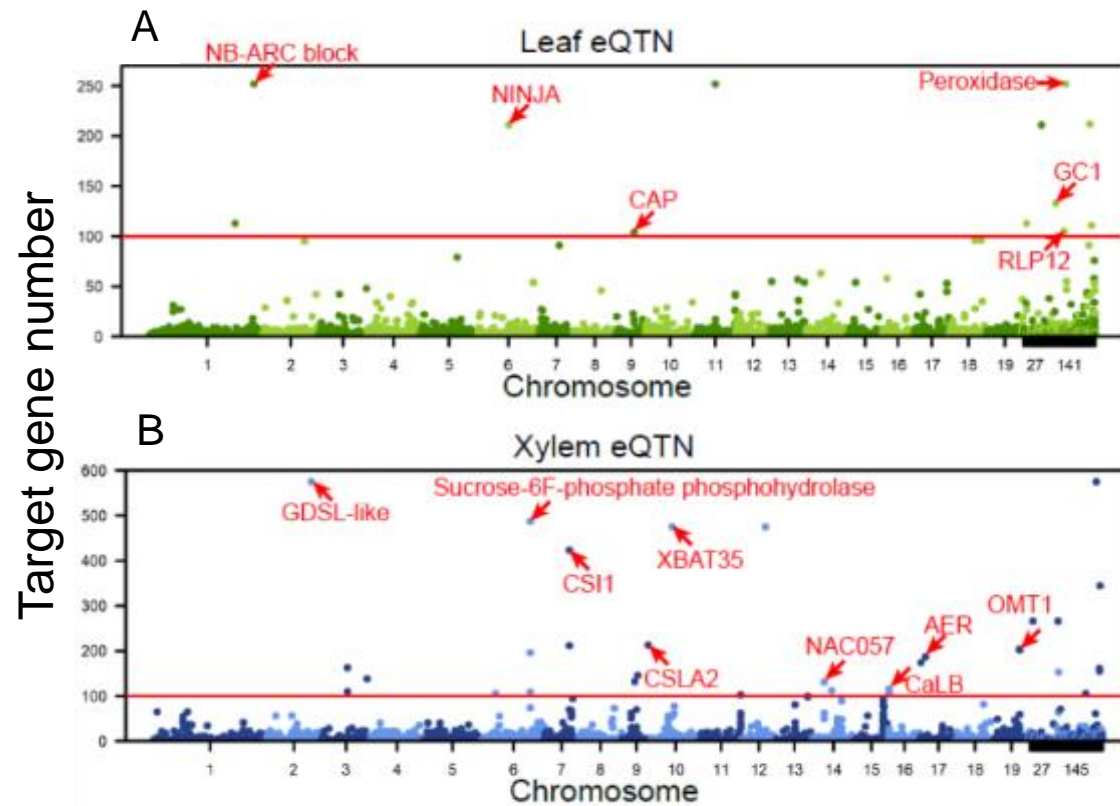 A
Leaf eQTN
NB-ARC block
NINJA
Peroxidase
GC1
CAP
RLP12
250
200
150
100
50
0
1 2 3 4 5 6 7 8 9 10 11 12 13 14 15 16 17 18 19 27 141
Chromosome
Target gene number
B
Xylem eQTN
600
500
400
300
200
100
0
GDSL-like
Sucrose-6F-phosphate phosphohydrolase
CSI1
XBAT35
OMT1
AER
NAC057
CSLA2
CaLB
1 2 3 4 5 6 7 8 9 10 11 12 13 14 15 16 17 18 19 27 145
Chromosome